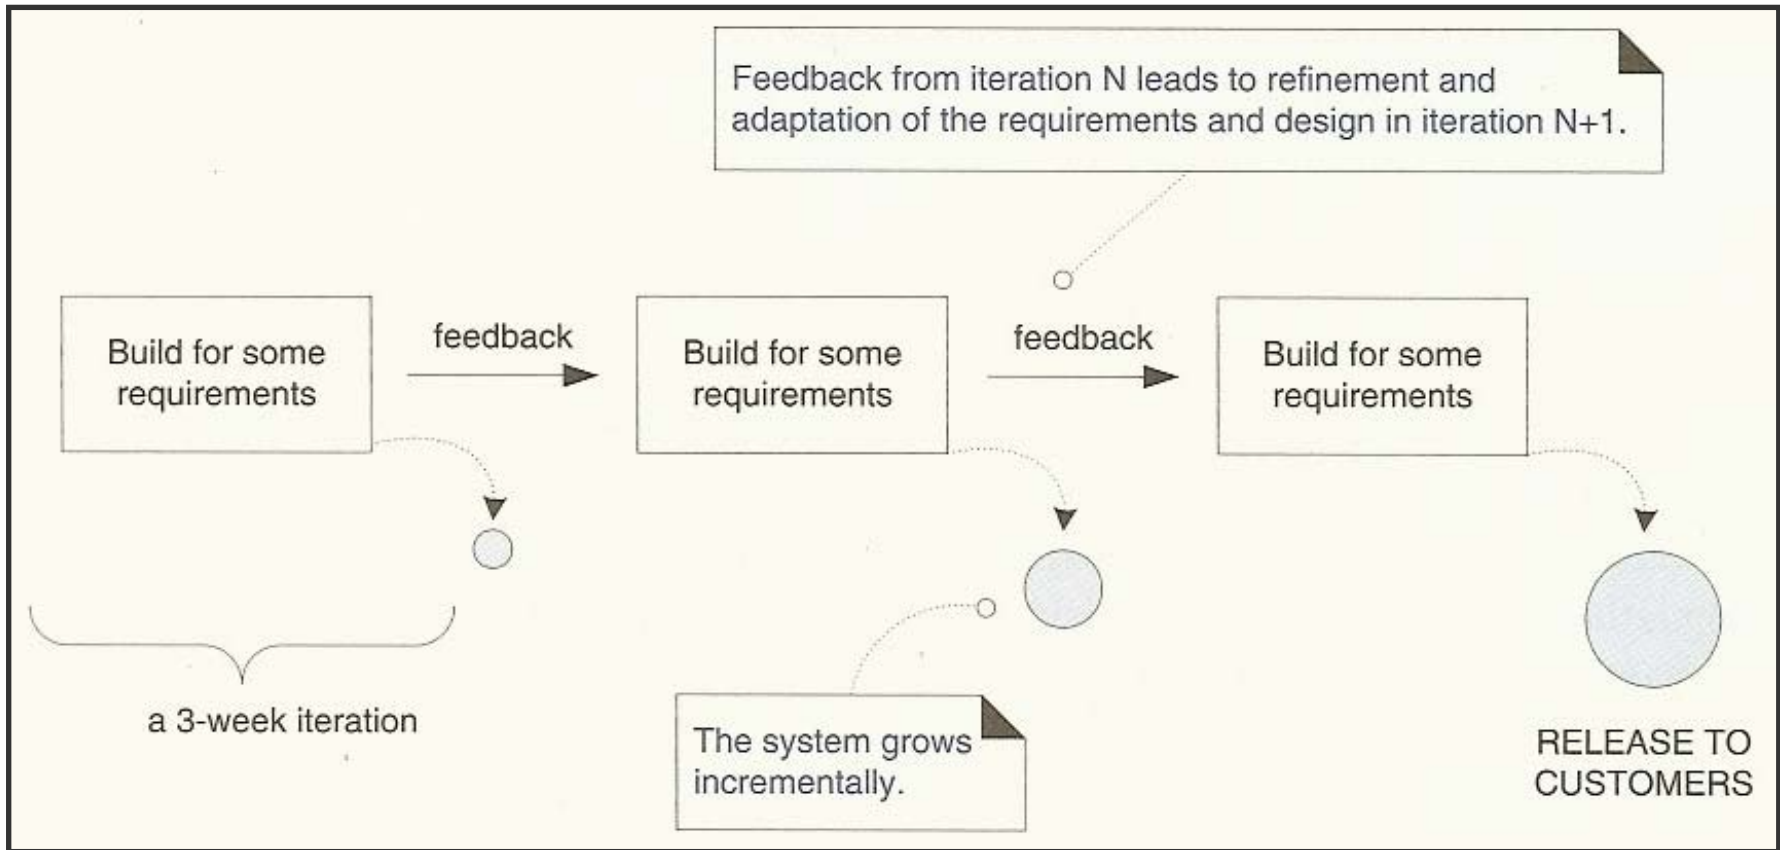 Feedback from iteration N leads to refinement and
adaptation of the requirements and design in iteration N+1.
Build for some
requirements
feedback
Build for some
requirements
feedback
Build for some
requirements
a 3-week iteration
The system grows
incrementally.
RELEASE TO
CUSTOMERS